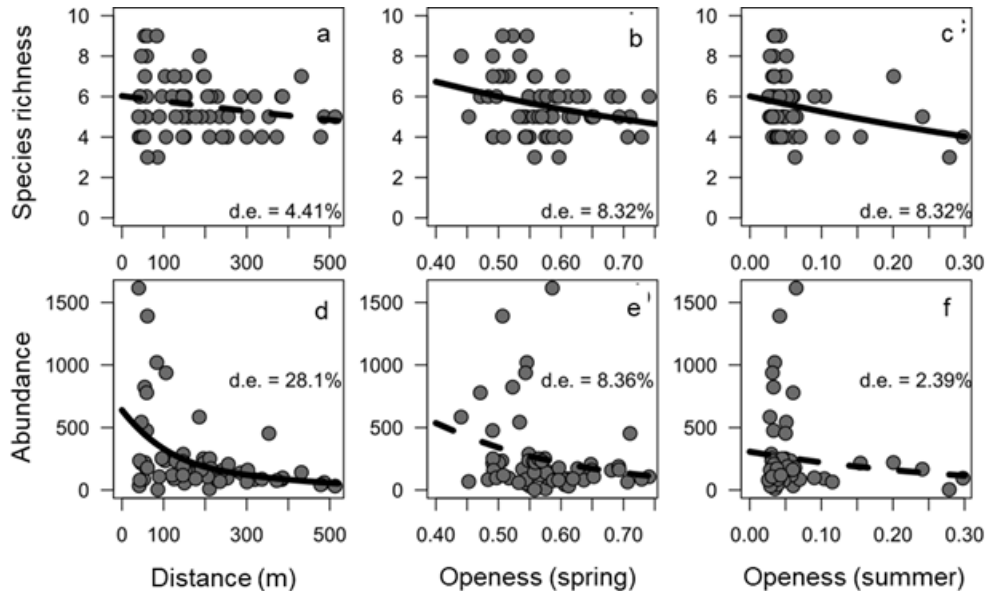 Species richness
10
8
6
4
2
0
a
d.e. = 4.41%
0 100 300 500
10
8
6
4
2
0
b
d.e. = 8.32%
0.40 0.50 0.60 0.70
10
8
6
4
2
0
c
d.e. = 8.32%
0.00 0.10 0.20 0.30
Abundance
1500
1000
500
0
d
d.e. = 28.1%
0 100 300 500
Distance (m)
1500
1000
500
0
e
d.e. = 8.36%
0.40 0.50 0.60 0.70
Openess (spring)
1500
1000
500
0
f
d.e. = 2.39%
0.00 0.10 0.20 0.30
Openess (summer)